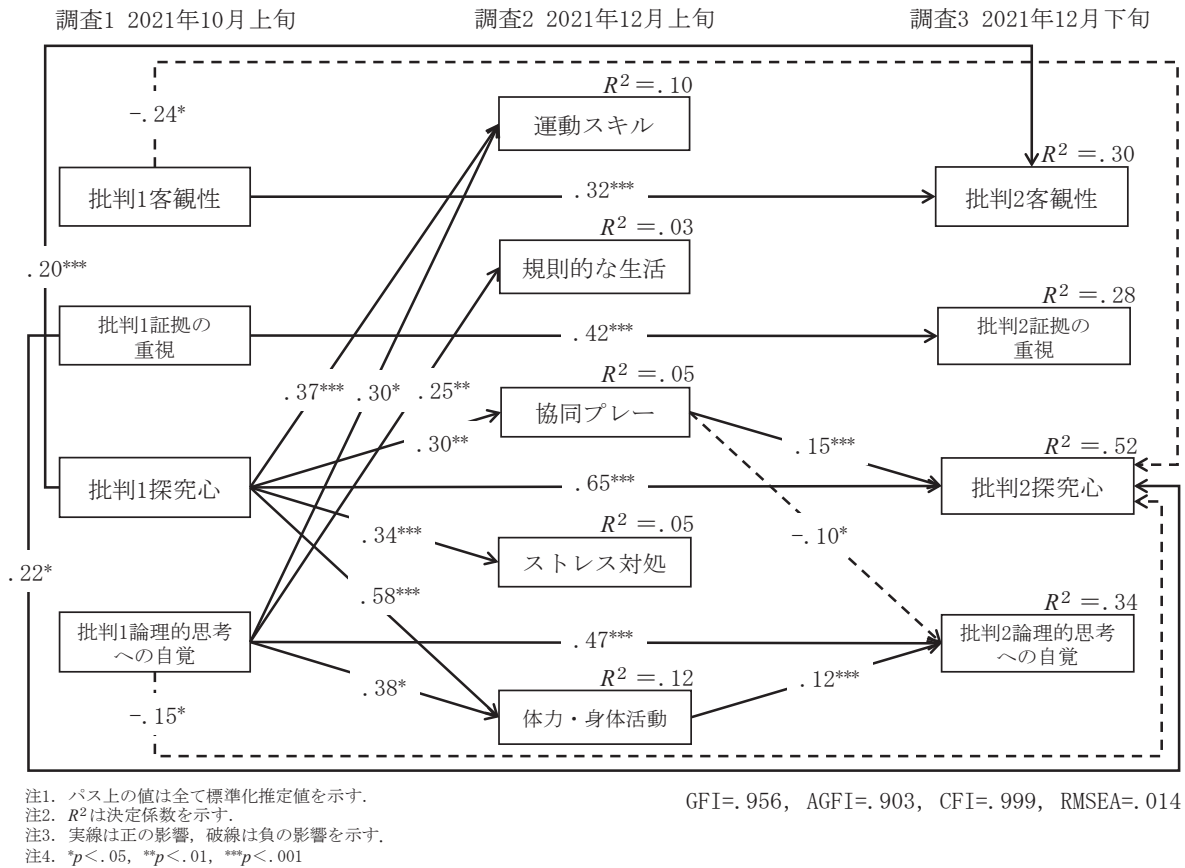 調査1 2021年10月上旬
調査2 2021年12月上旬
調査3 2021年12月下旬
-.24*
R²=.10
運動スキル
R²=.30
批判1客観性
.32***
批判2客観性
R²=.03
規則的な生活
.20***
R²=.28
批判1証拠の
重視
.42***
批判2証拠の
重視
R²=.05
.37***
.30*
.25**
協同プレー
.30**
.15***
R²=.52
批判1探究心
.65***
批判2探究心
R²=.05
.34***
ストレス対処
-.10*
.22*
.58***
R²=.34
批判1論理的思考
への自覚
.47***
批判2論理的思考
への自覚
R²=.12
.38*
.12***
-.15*
体力・身体活動
注1. パス上の値は全て標準化推定値を示す.
注2. R²は決定係数を示す.
注3. 実線は正の影響, 破線は負の影響を示す.
注4. *p<.05, **p<.01, ***p<.001
GFI=.956, AGFI=.903, CFI=.999, RMSEA=.014